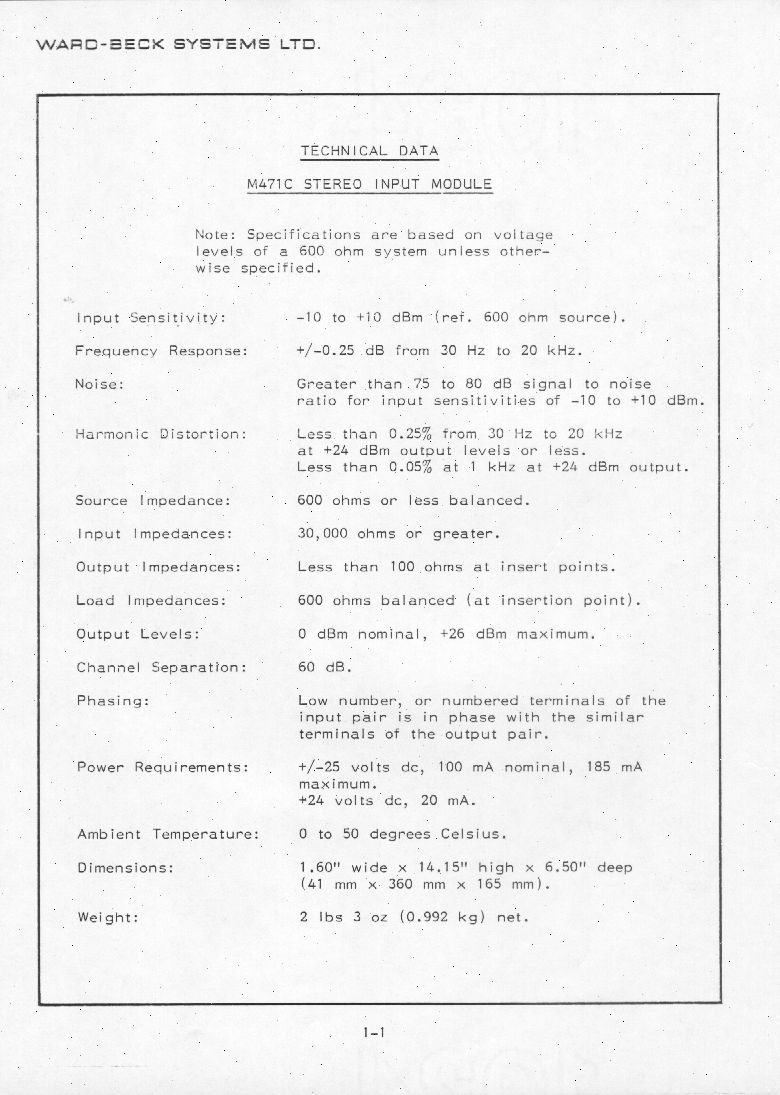 WARD-BECK SYSTEMS LTD.
TECHNICAL DATA
M471C STEREO INPUT MODULE
Note: Specifications are based on voltage
levels of a 600 ohm system unless other-
wise specified.
Input Sensitivity: -10 to +10 dBm (ref. 600 ohm source).
Frequency Response: +/-0.25 dB from 30 Hz to 20 kHz.
Noise: Greater than 75 to 80 dB signal to noise
ratio for input sensitivities of -10 to +10 dBm.
Harmonic Distortion: Less than 0.25% from 30 Hz to 20 kHz
at +24 dBm output levels or less.
Less than 0.05% at 1 kHz at +24 dBm output.
Source Impedance: 600 ohms or less balanced.
Input Impedances: 30,000 ohms or greater.
Output Impedances: Less than 100 ohms at insert points.
Load Impedances: 600 ohms balanced (at insertion point).
Output Levels: 0 dBm nominal, +26 dBm maximum.
Channel Separation: 60 dB.
Phasing: Low number, or numbered terminals of the
input pair is in phase with the similar
terminals of the output pair.
Power Requirements: +/-25 volts dc, 100 mA nominal, 185 mA
maximum.
+24 volts dc, 20 mA.
Ambient Temperature: 0 to 50 degrees Celsius.
Dimensions: 1.60" wide x 14.15" high x 6.50" deep
(41 mm x 360 mm x 165 mm).
Weight: 2 lbs 3 oz (0.992 kg) net.
1-1